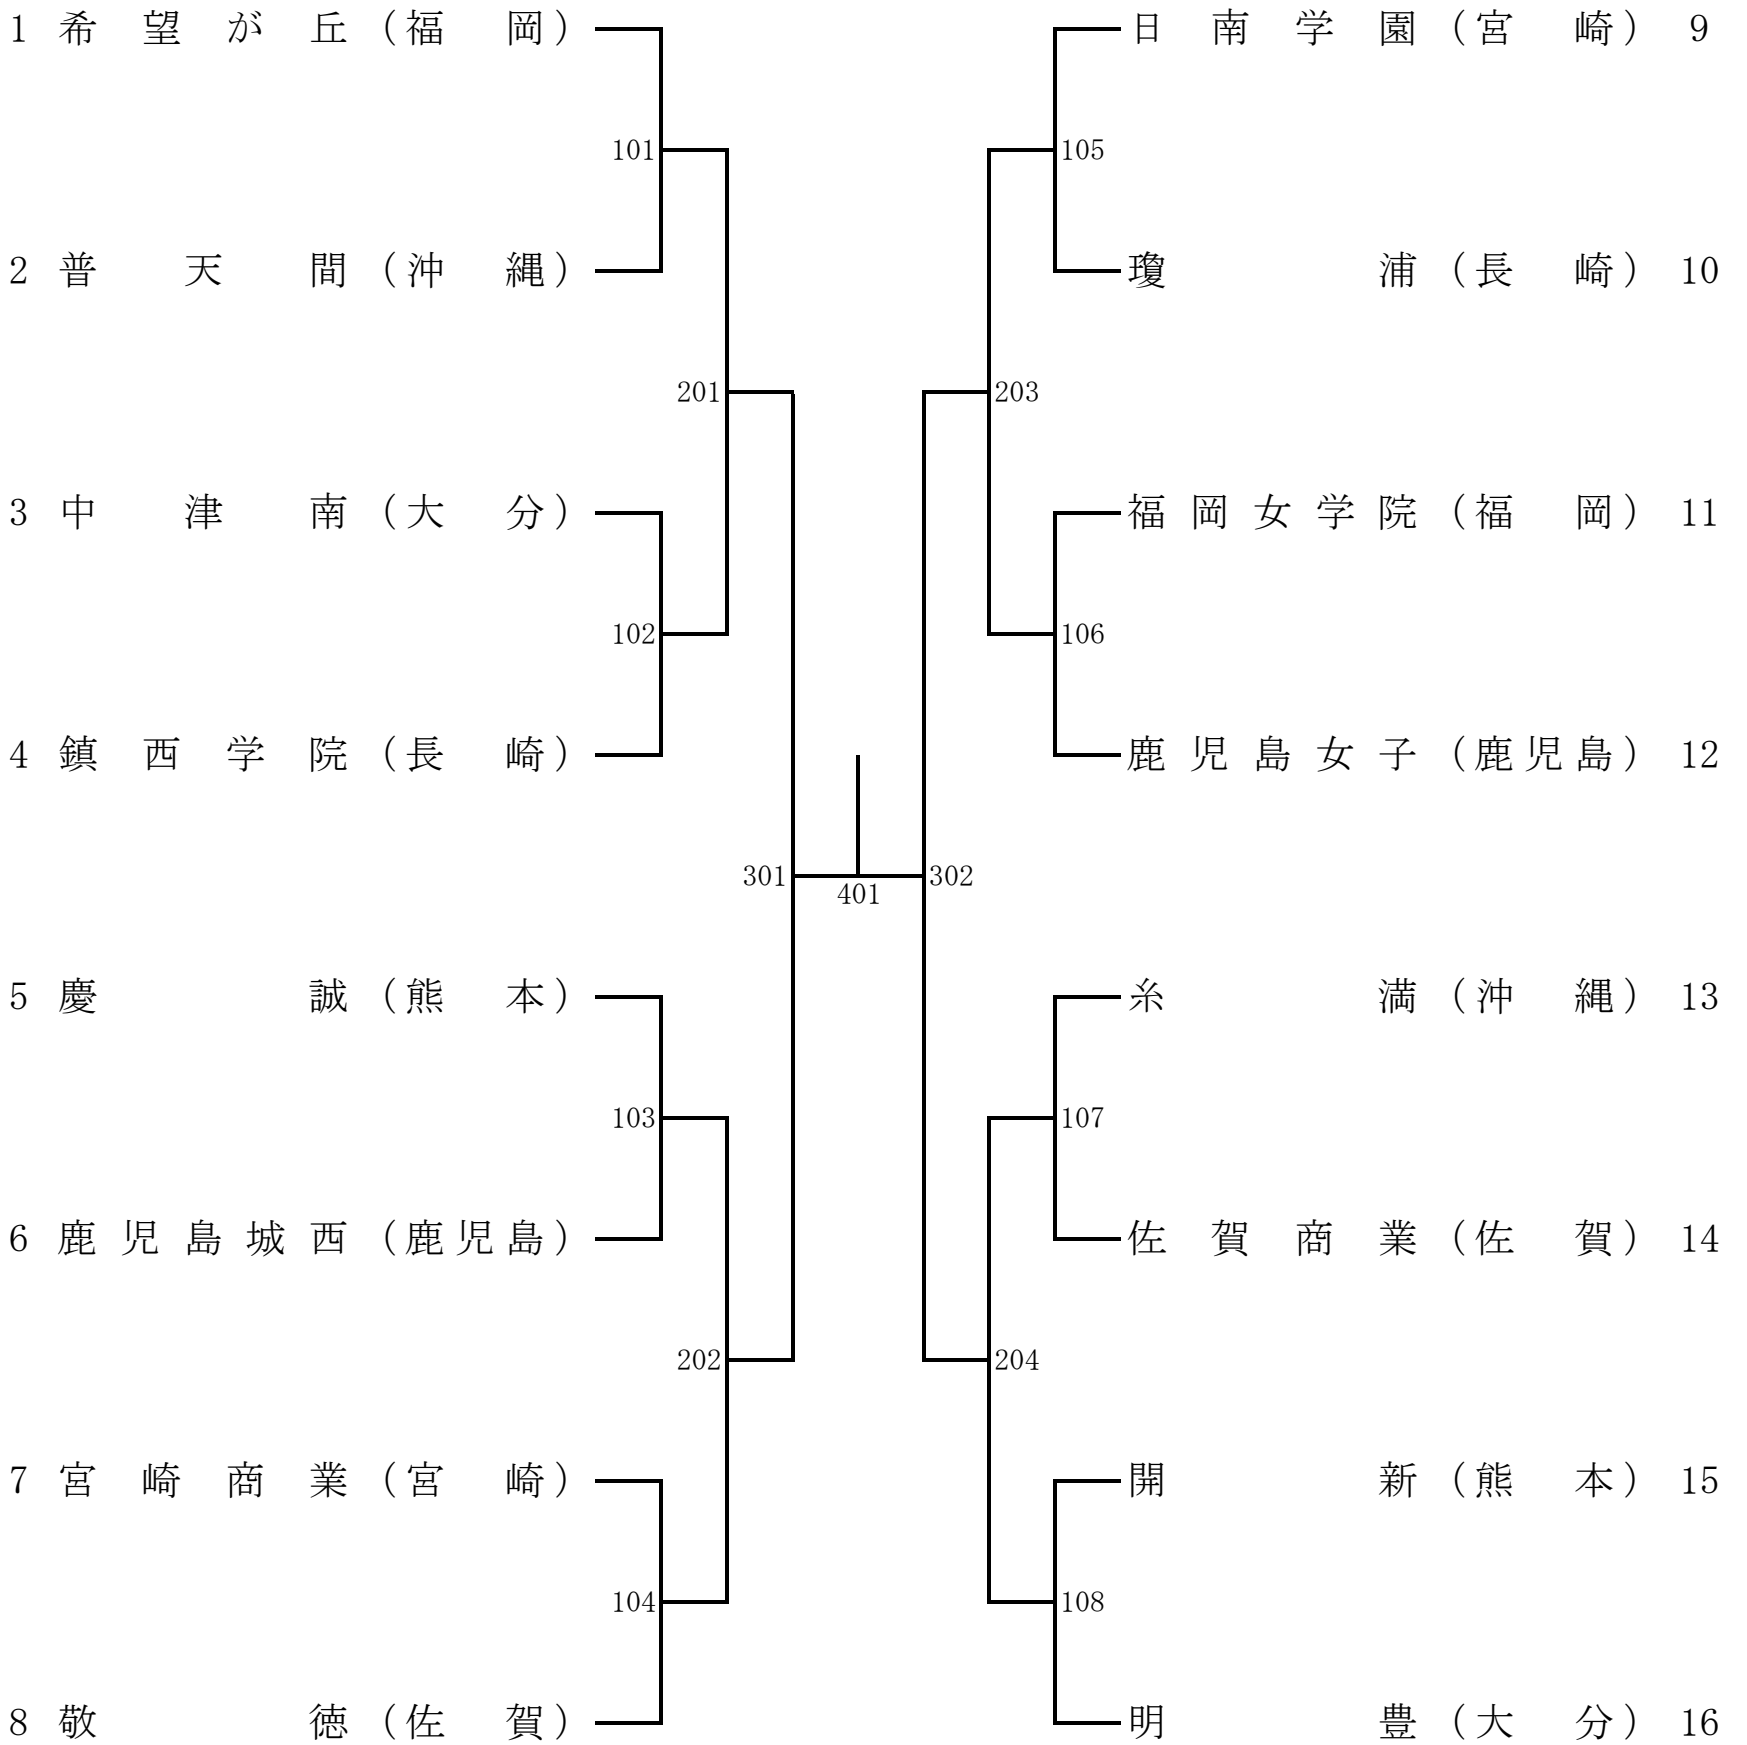 1 希望が丘（福岡）
101
2 普天間（沖縄）
201
3 中津南（大分）
102
4 鎮西学院（長崎）
301
5 慶誠（熊本）
103
6 鹿児島城西（鹿児島）
202
7 宮崎商業（宮崎）
104
8 敬徳（佐賀）
401
日南学園（宮崎） 9
105
瓊浦（長崎） 10
203
福岡女学院（福岡） 11
106
鹿児島女子（鹿児島） 12
302
糸満（沖縄） 13
107
佐賀商業（佐賀） 14
204
開新（熊本） 15
108
明豊（大分） 16